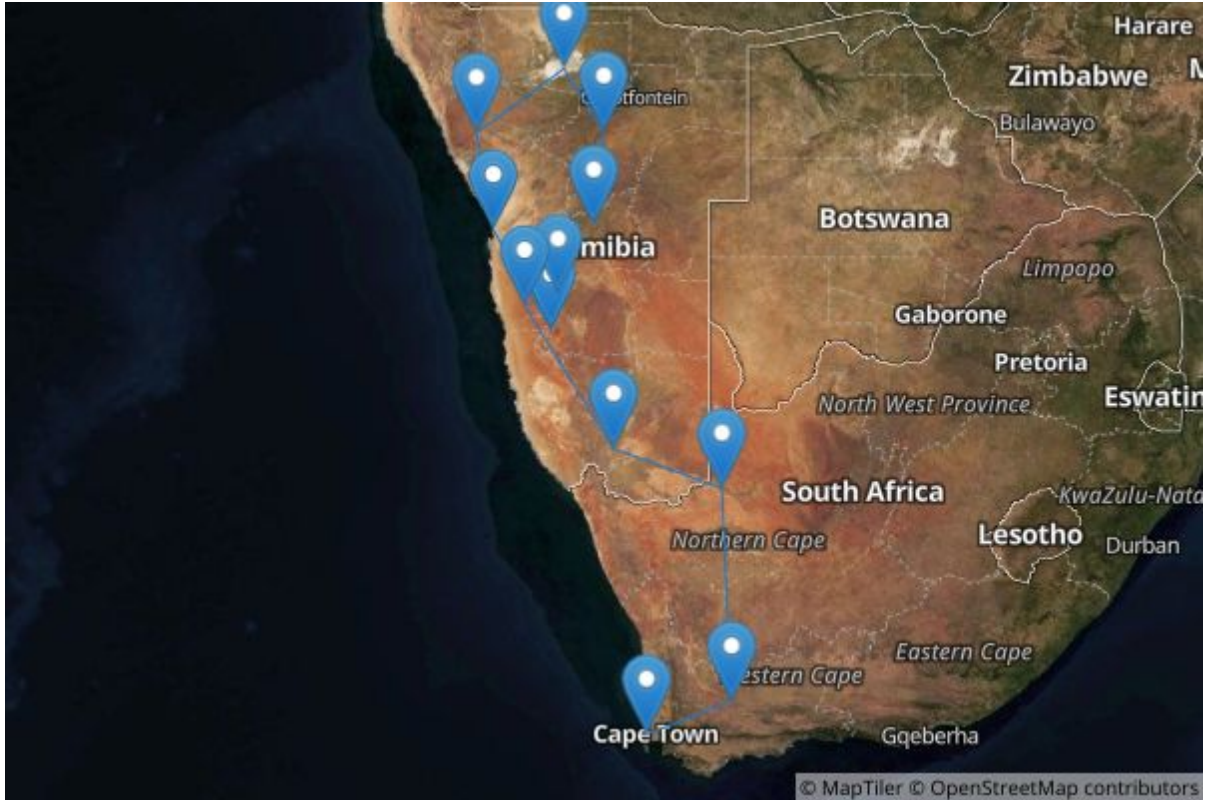 Harare
Zimbabwe
Bulawayo
Botswana
Limpopo
Gaborone
Pretoria
North West Province
South Africa
KwaZulu-Nata
Lesotho
Durban
Northern Cape
Eastern Cape
Cape Town
Gqeberha
© MapTiler © OpenStreetMap contributors